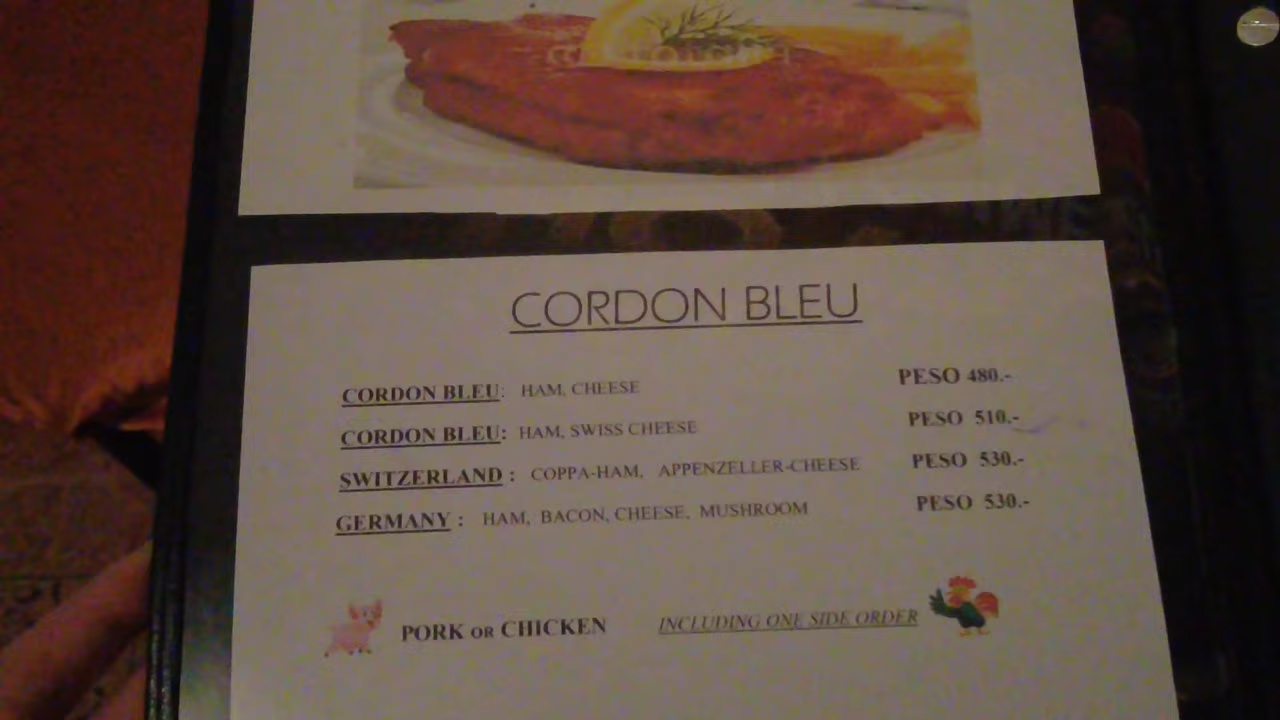 CORDON BLEU
CORDON BLEU: HAM, CHEESE PESO 480.-
CORDON BLEU: HAM, SWISS CHEESE PESO 510.-
SWITZERLAND : COPPA-HAM, APPENZELLER-CHEESE PESO 530.-
GERMANY : HAM, BACON, CHEESE, MUSHROOM PESO 530.-
PORK OR CHICKEN INCLUDING ONE SIDE ORDER